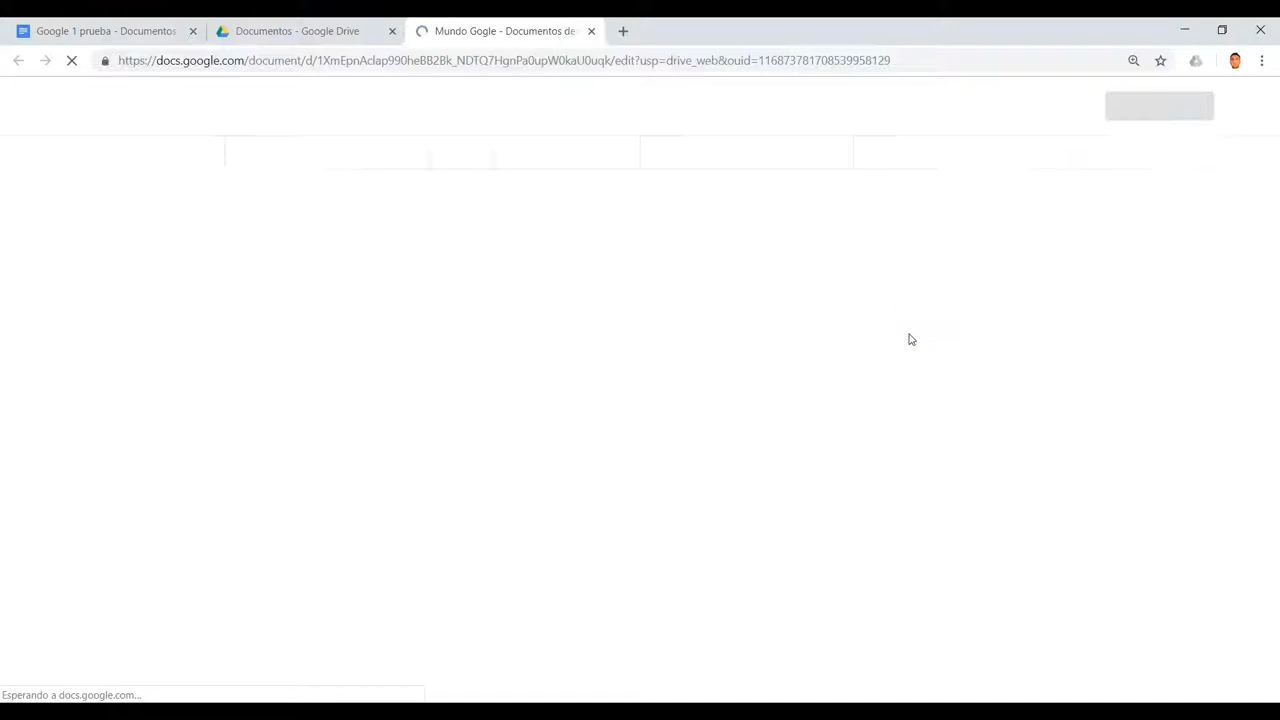 Google 1 prueba - Documentos
Documentos - Google Drive
Mundo Gogle - Documentos de
https://docs.google.com/document/d/1XmEpnAclap990heBB2Bk_NDTQ7HgnPa0upW0kaU0uqk/edit?usp=drive_web&ouid=116873781708539958129
Esperando a docs.google.com...